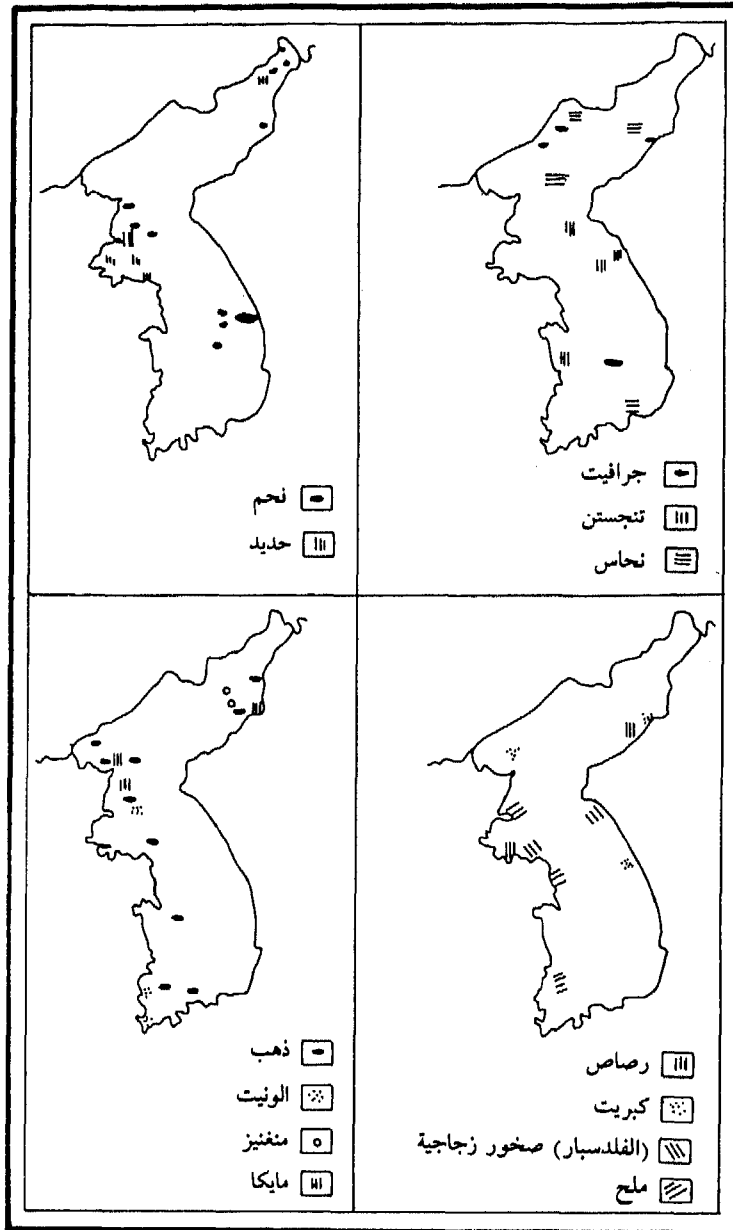 جرافيت
تنجستن
نحاس
فحم
حديد
رصاص
كبريت
(الفلدسبار) صخور زجاجية
ملح
ذهب
الونيت
منغنيز
مايكا